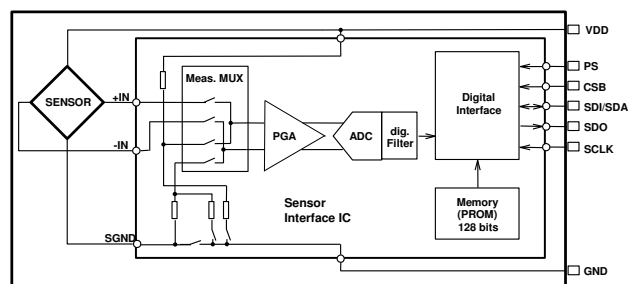 VDD
PS
CSB
SDI/SDA
SDO
SCLK
GND
SENSOR
+IN
-IN
SGND
Meas. MUX
PGA
ADC
dig.
Filter
Digital
Interface
Memory
(PROM)
128 bits
Sensor
Interface IC